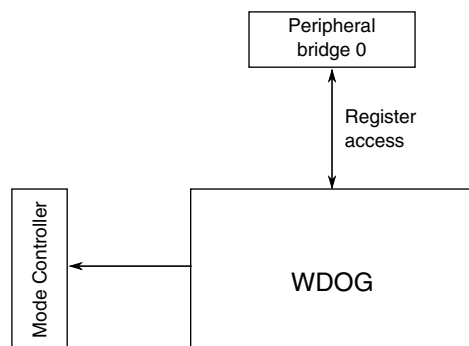 Peripheral
bridge 0
Register
access
Mode Controller
WDOG